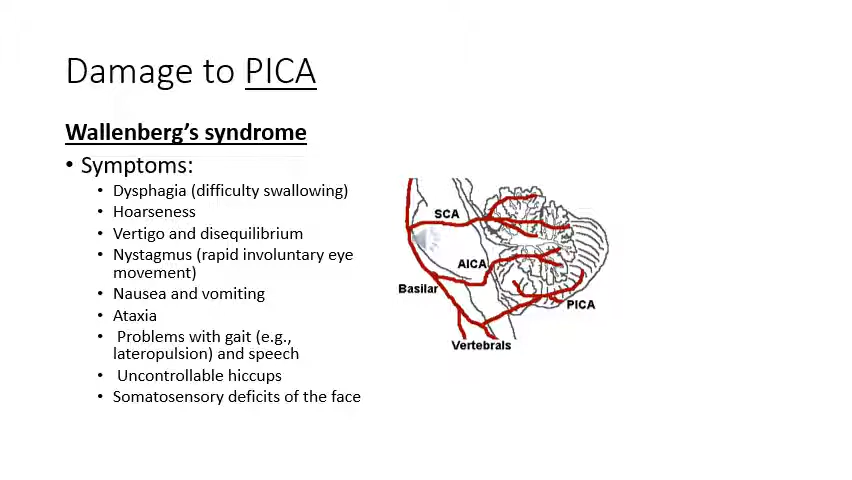 Damage to PICA
Wallenberg's syndrome
• Symptoms:
• Dysphagia (difficulty swallowing)
• Hoarseness
• Vertigo and disequilibrium
• Nystagmus (rapid involuntary eye
movement)
• Nausea and vomiting
• Ataxia
• Problems with gait (e.g.,
lateropulsion) and speech
• Uncontrollable hiccups
• Somatosensory deficits of the face
SCA
AICA
Basilar
PICA
Vertebrals